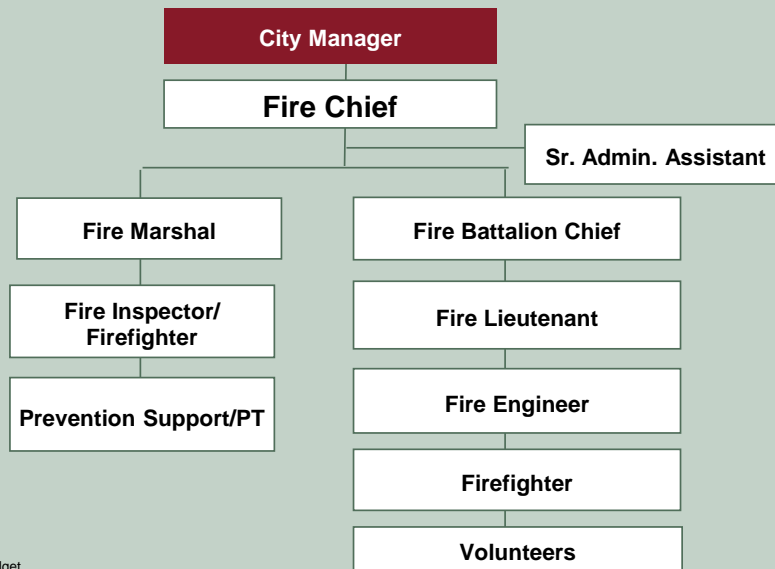 City Manager
Fire Chief
Sr. Admin. Assistant
Fire Marshal
Fire Battalion Chief
Fire Inspector/
Firefighter
Fire Lieutenant
Prevention Support/PT
Fire Engineer
Firefighter
Volunteers